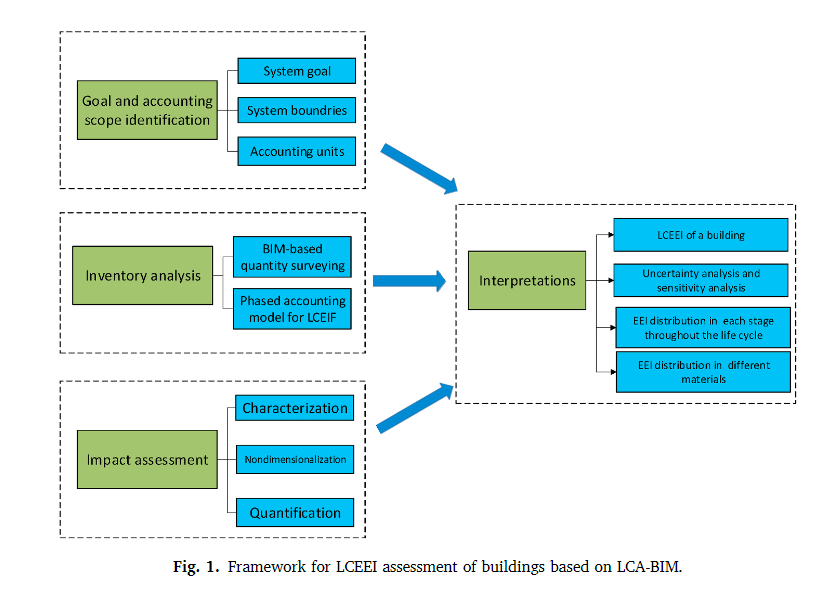 Goal and accounting
scope identification
System goal
System boundries
Accounting units
Inventory analysis
BIM-based
quantity surveying
Phased accounting
model for LCEIF
Impact assessment
Characterization
Nondimensionalization
Quantification
Interpretations
LCEEI of a building
Uncertainty analysis and
sensitivity analysis
EEI distribution in each stage
throughout the life cycle
EEI distribution in different
materials
Fig. 1. Framework for LCEEI assessment of buildings based on LCA-BIM.